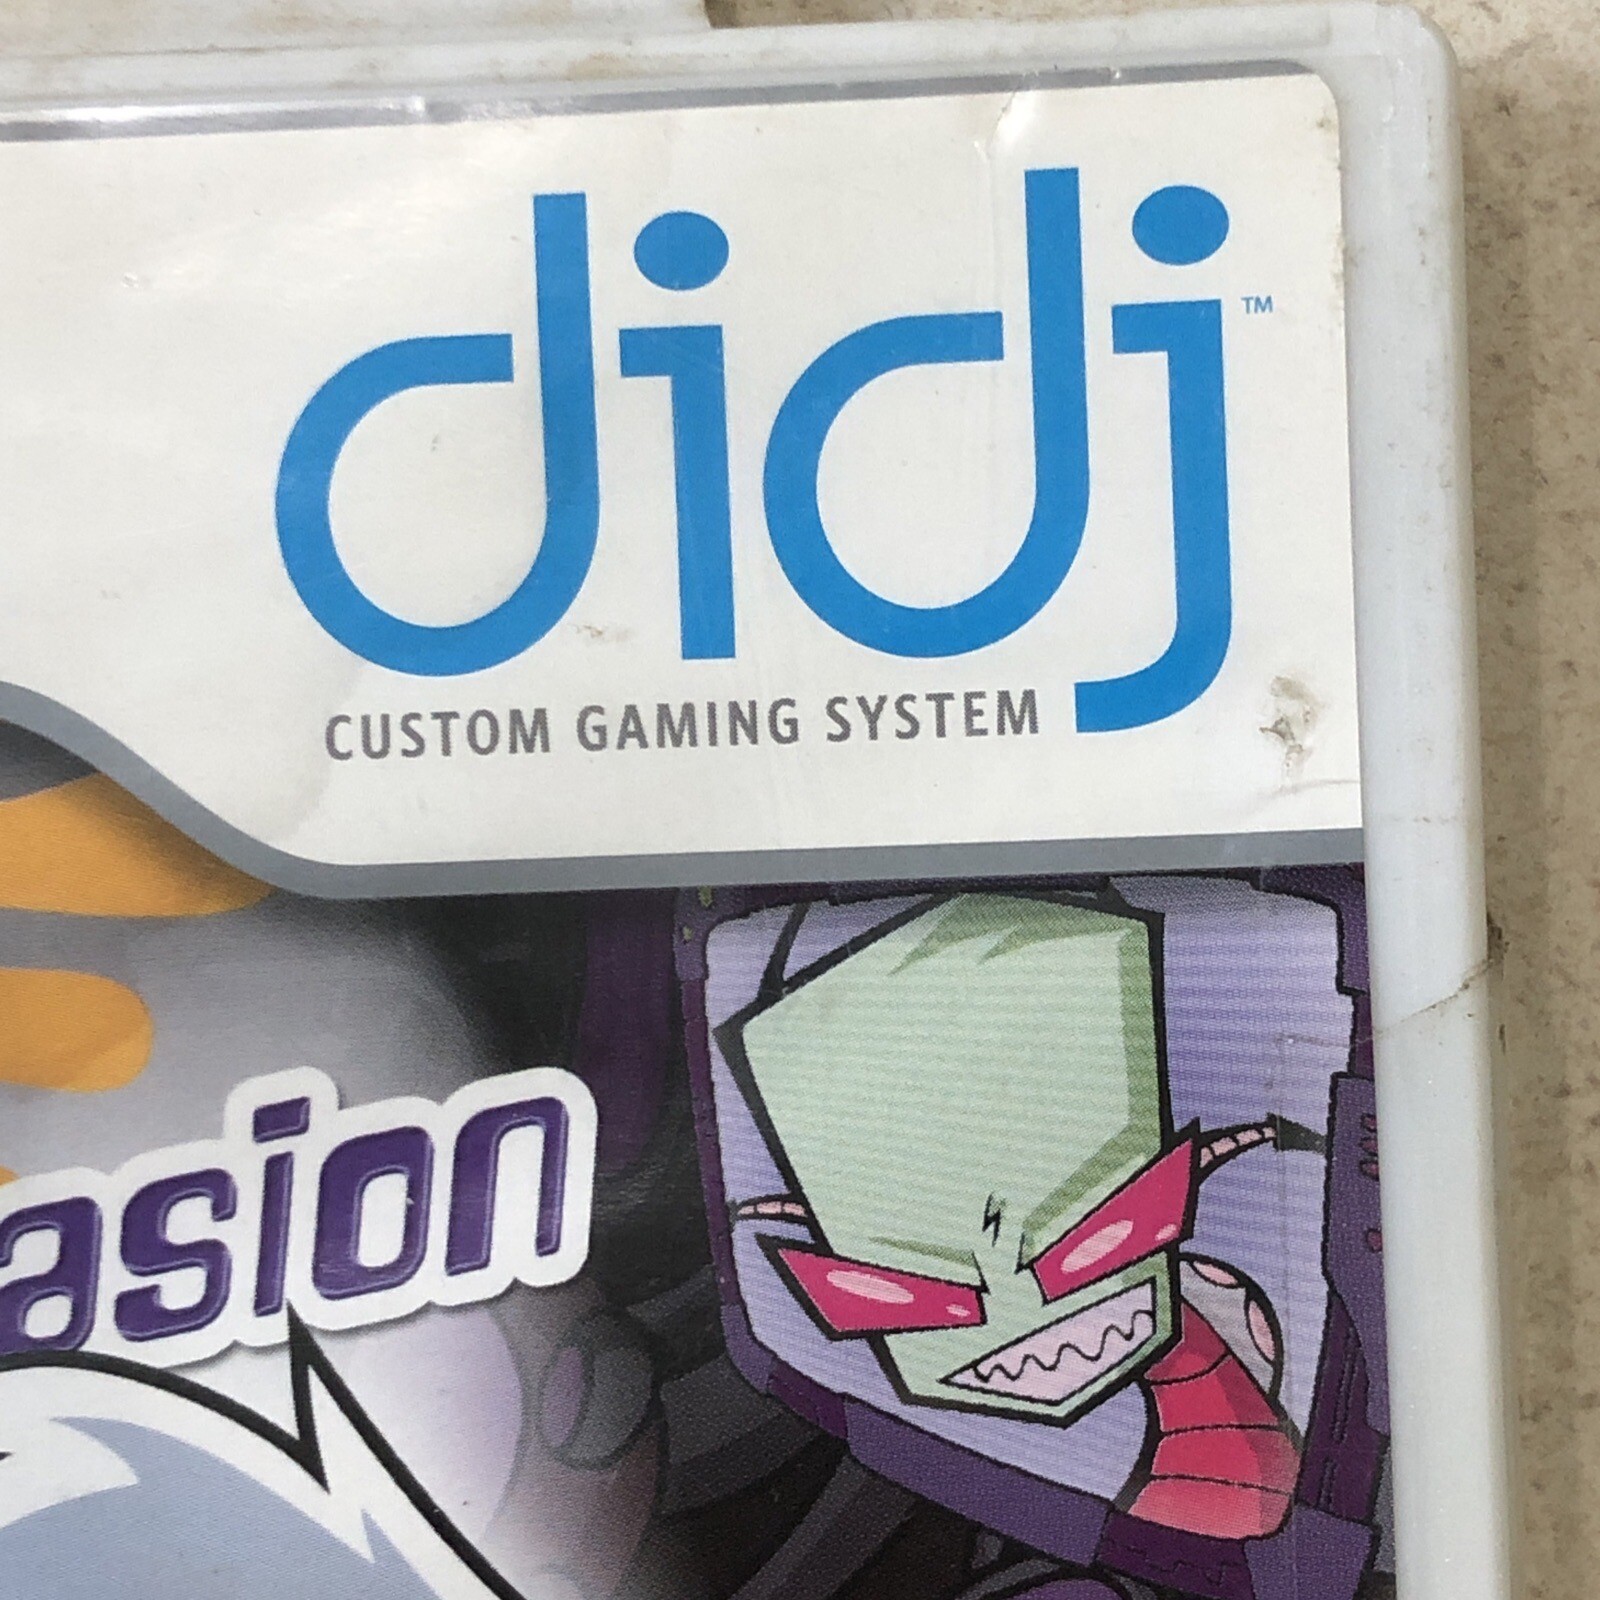 didj™
CUSTOM GAMING SYSTEM
asion